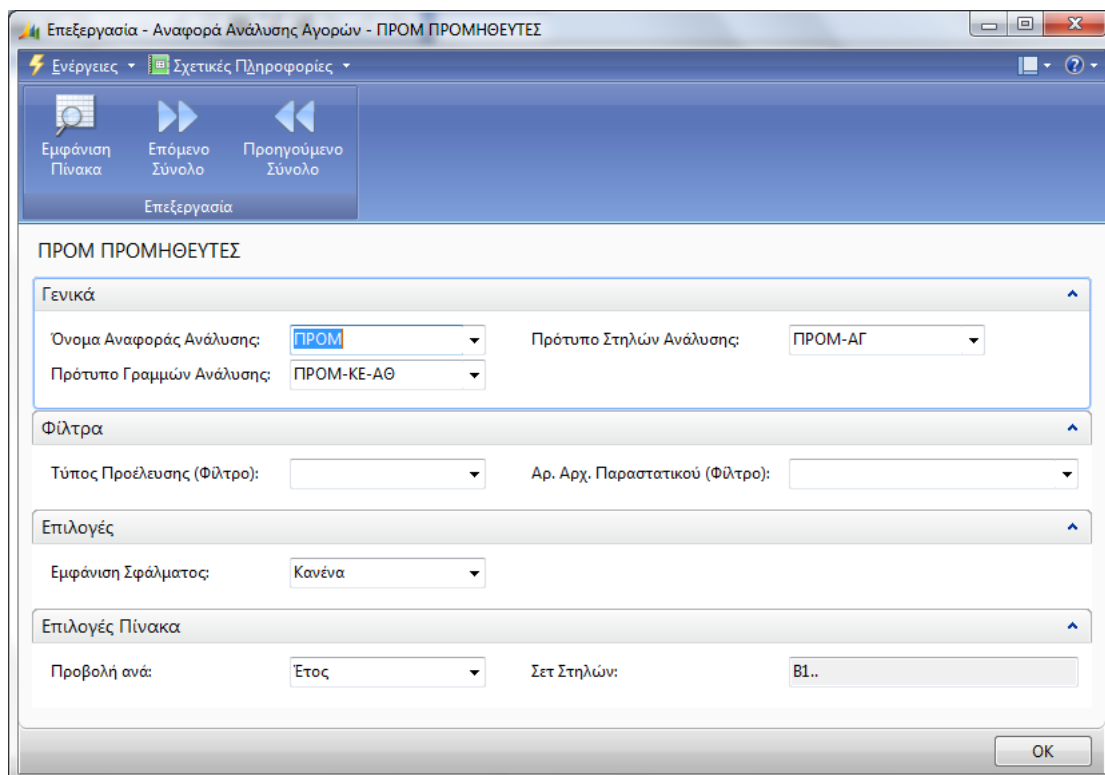 Επεξεργασία - Αναφορά Ανάλυσης Αγορών - ΠΡΟΜ ΠΡΟΜΗΘΕΥΤΕΣ
Ενέργειες Σχετικές Πληροφορίες
Εμφάνιση Πίνακα
Επόμενο Σύνολο
Προηγούμενο Σύνολο
Επεξεργασία
ΠΡΟΜ ΠΡΟΜΗΘΕΥΤΕΣ
Γενικά
Όνομα Αναφοράς Ανάλυσης: ΠΡΟΜ Πρότυπο Στηλών Ανάλυσης: ΠΡΟΜ-ΑΓ
Πρότυπο Γραμμών Ανάλυσης: ΠΡΟΜ-ΚΕ-ΑΘ
Φίλτρα
Τύπος Προέλευσης (Φίλτρο): Αρ. Αρχ. Παραστατικού (Φίλτρο):
Επιλογές
Εμφάνιση Σφάλματος: Κανένα
Επιλογές Πίνακα
Προβολή ανά: Έτος Σετ Στηλών: B1..
OK